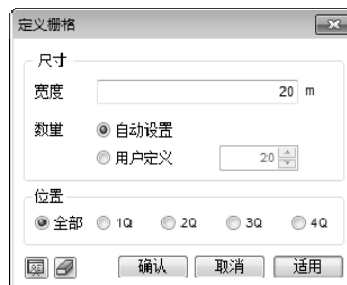 定义栅格
尺寸
宽度 20 m
数量 自动设置
用户定义 20
位置
全部 1Q 2Q 3Q 4Q
确认 取消 适用